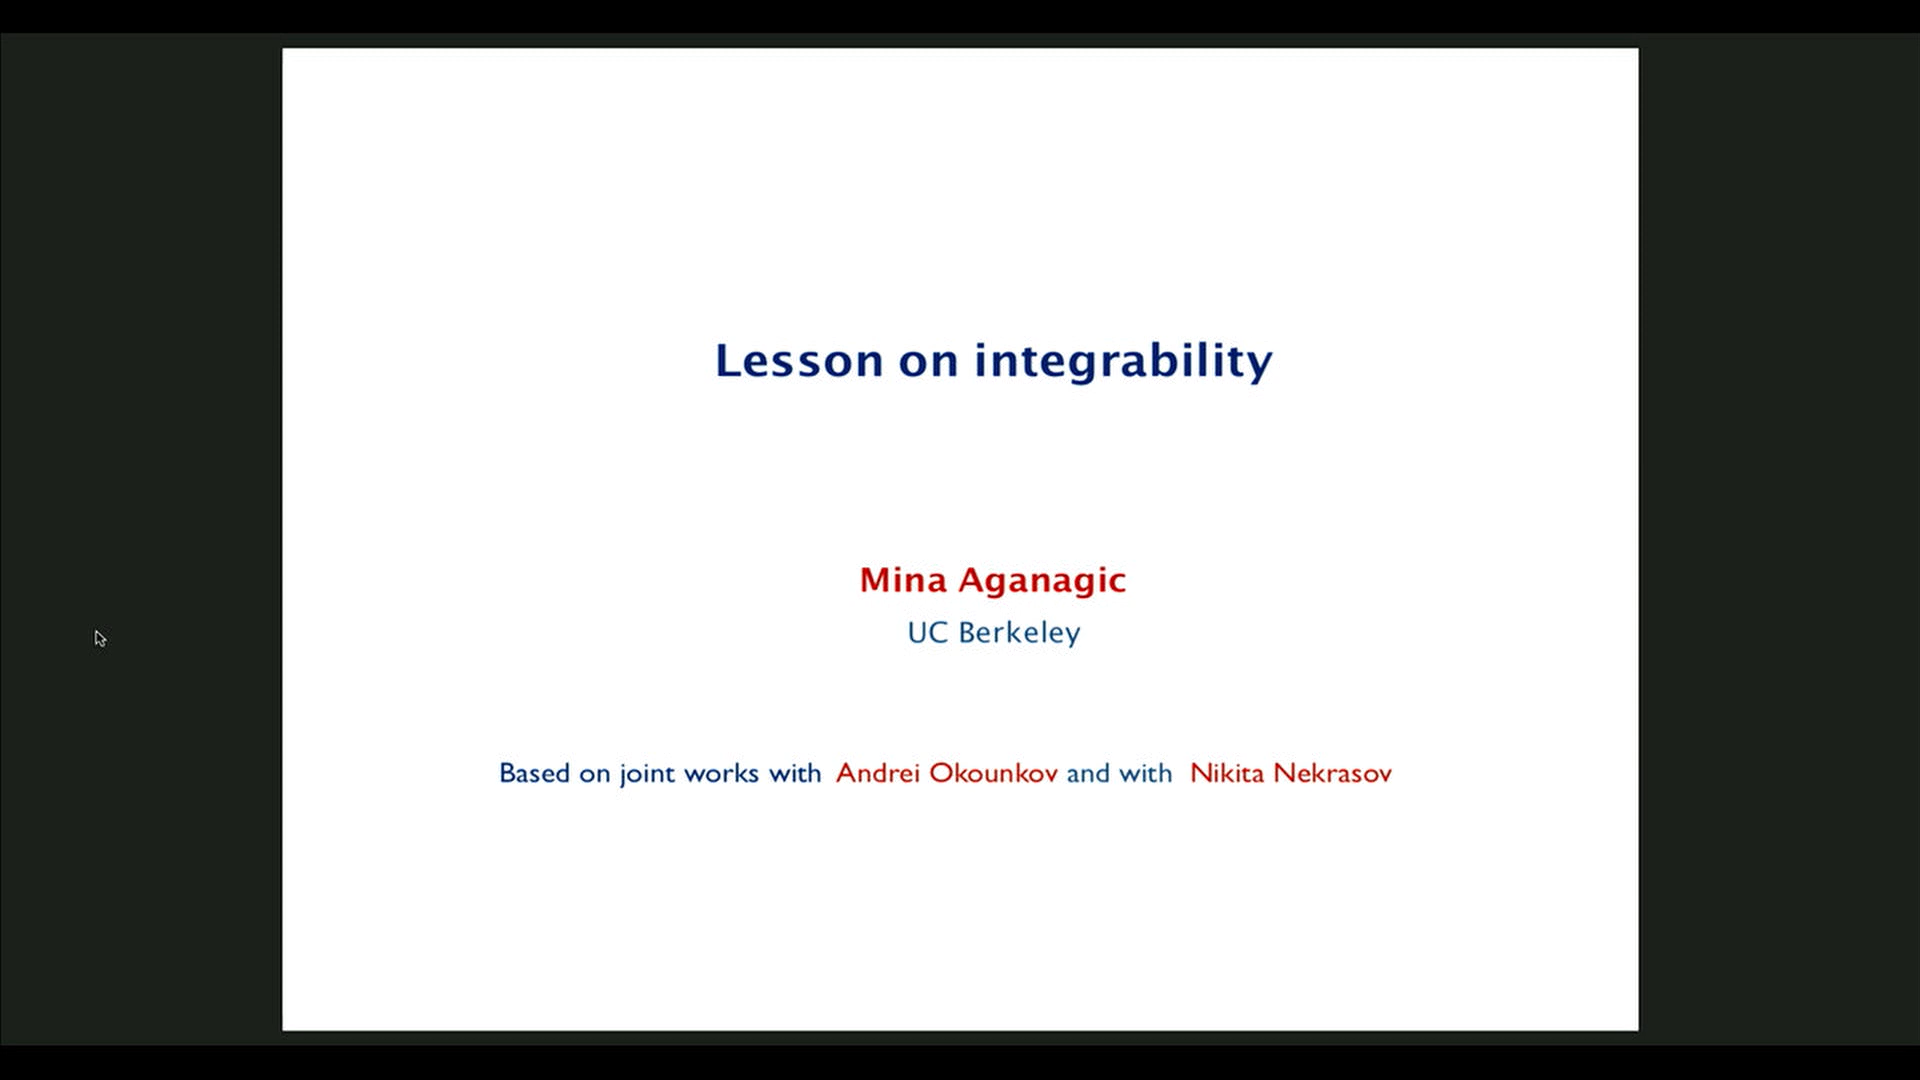 Lesson on integrability
Mina Aganagic
UC Berkeley
Based on joint works with Andrei Okounkov and with Nikita Nekrasov